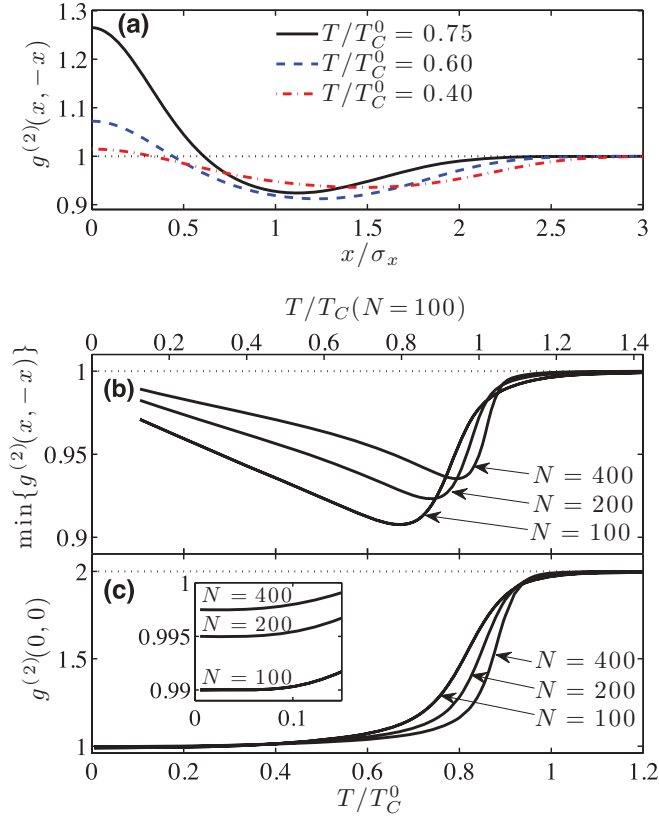 (a)
T/T_C^0 = 0.75
T/T_C^0 = 0.60
T/T_C^0 = 0.40
g^(2)(x, −x)
1.3
1.2
1.1
1
0.9
0 0.5 1 1.5 2 2.5 3
x/σ_x
T/T_C(N = 100)
0 0.2 0.4 0.6 0.8 1 1.2 1.4
(b)
min{g^(2)(x, −x)}
1
0.95
0.9
N = 400
N = 200
N = 100
(c)
g^(2)(0, 0)
2
1.5
1
1
0.995
0.99
N = 400
N = 200
N = 100
0 0.1
N = 400
N = 200
N = 100
0 0.2 0.4 0.6 0.8 1 1.2
T/T_C^0